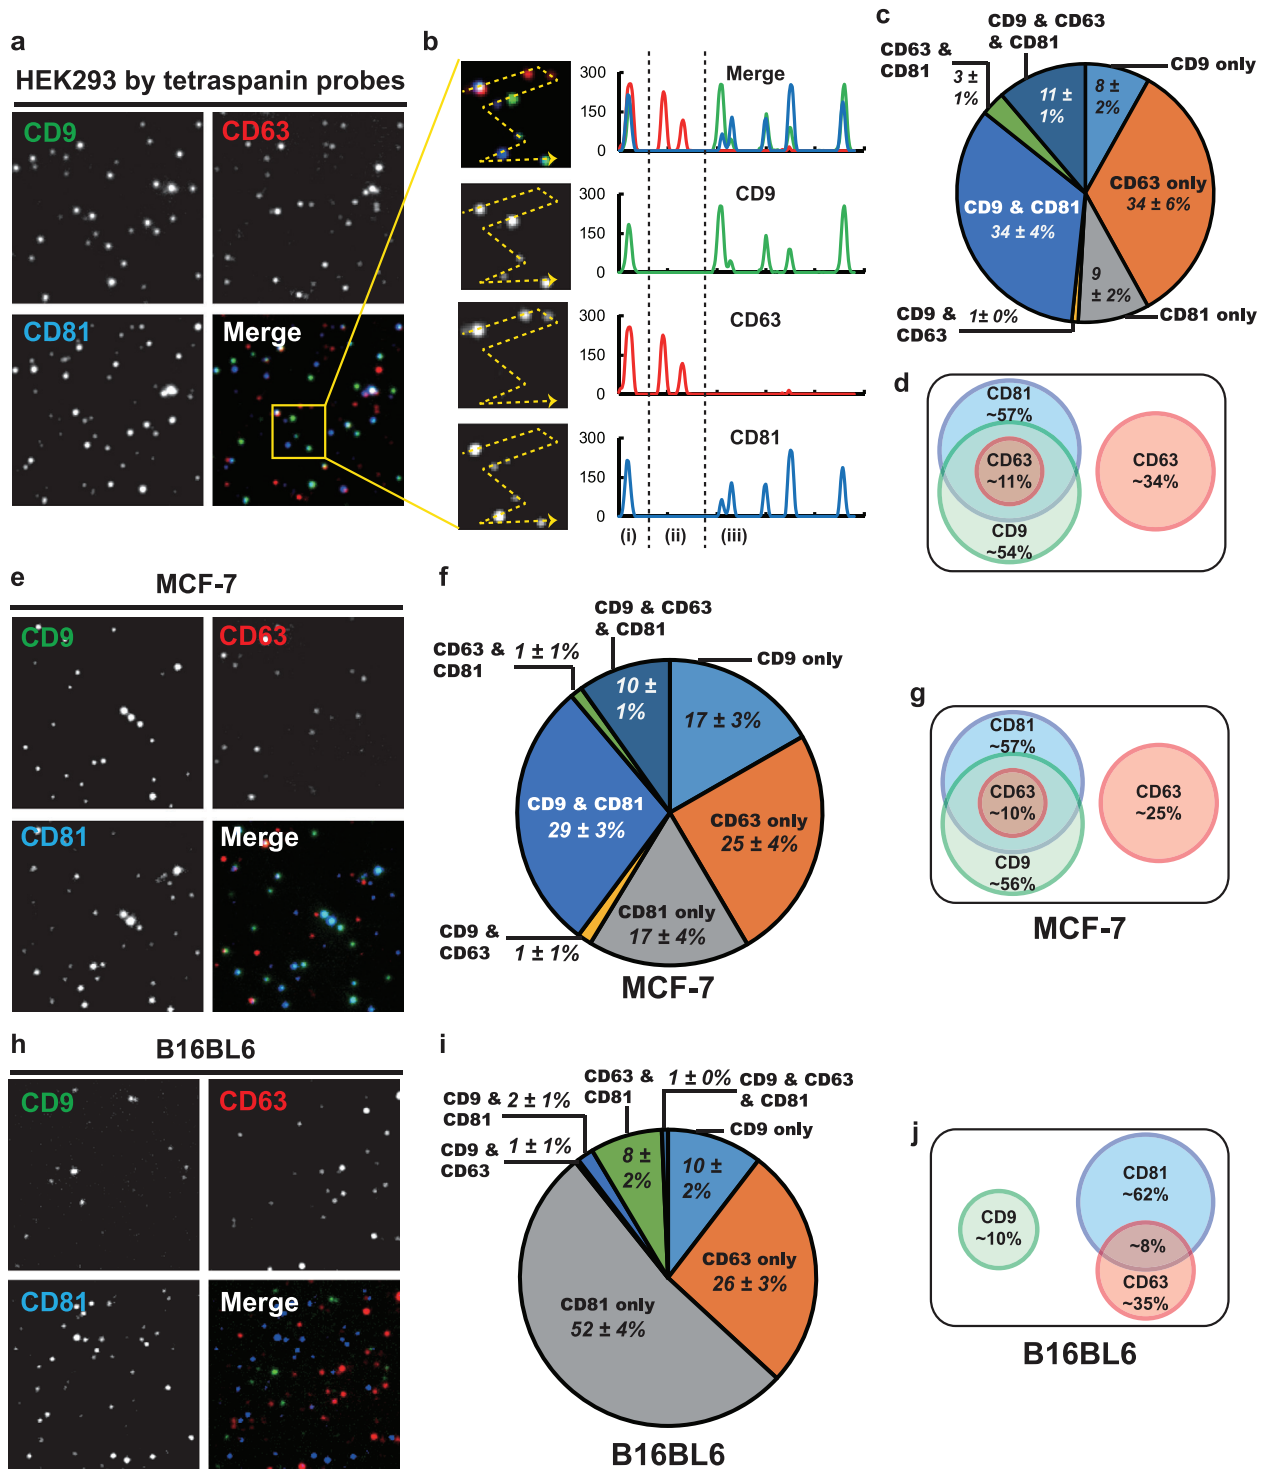 a
HEK293 by tetraspanin probes
CD9
CD63
CD81
Merge
b
300
150
0
Merge
300
150
0
CD9
300
150
0
CD63
300
150
0
CD81
(i)
(ii)
(iii)
c
CD9 & CD63
& CD81
CD63 &
CD81
3 ±
1%
11 ±
1%
8 ±
2%
CD9 only
CD63 only
34 ± 6%
CD9 & CD81
34 ± 4%
9
± 2%
CD9 &
CD63
1± 0%
CD81 only
d
CD81
~57%
CD63
~11%
CD9
~54%
CD63
~34%
e
MCF-7
CD9
CD63
CD81
Merge
f
CD9 & CD63
& CD81
CD63 &
CD81
1 ± 1%
CD9 only
10 ±
1%
17 ± 3%
CD9 & CD81
29 ± 3%
CD63 only
25 ± 4%
CD81 only
17 ± 4%
CD9 &
CD63
1 ± 1%
MCF-7
g
CD81
~57%
CD63
~10%
CD9
~56%
CD63
~25%
MCF-7
h
B16BL6
CD9
CD63
CD81
Merge
i
CD63 &
CD81
1 ± 0%
CD9 & CD63
& CD81
CD9 &
CD81
2 ± 1%
CD9 only
CD9 &
CD63
1 ± 1%
8 ±
2%
10 ±
2%
CD63 only
26 ± 3%
CD81 only
52 ± 4%
B16BL6
j
CD81
~62%
CD9
~10%
~8%
CD63
~35%
B16BL6